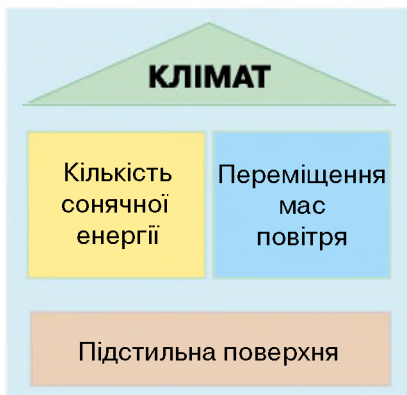 КЛІМАТ
Кількість
сонячної
енергії
Переміщення
мас
повітря
Підстильна поверхня